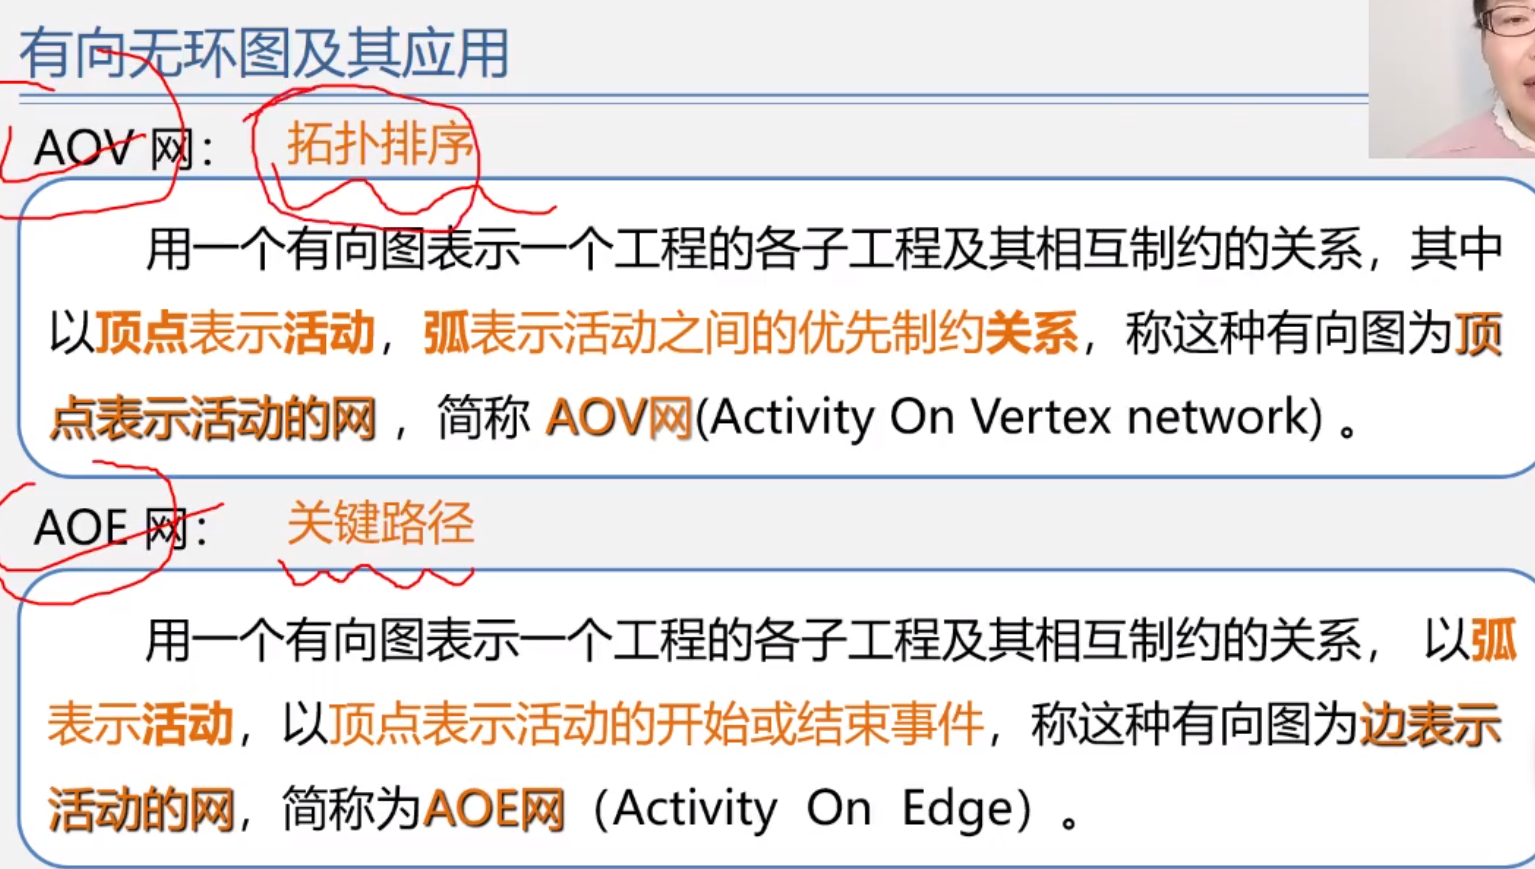 有向无环图及其应用
AOV 网： 拓扑排序
用一个有向图表示一个工程的各子工程及其相互制约的关系，其中
以顶点表示活动，弧表示活动之间的优先制约关系，称这种有向图为顶
点表示活动的网 ，简称 AOV网(Activity On Vertex network) 。
AOE 网： 关键路径
用一个有向图表示一个工程的各子工程及其相互制约的关系， 以弧
表示活动，以顶点表示活动的开始或结束事件，称这种有向图为边表示
活动的网，简称为AOE网（Activity On Edge）。